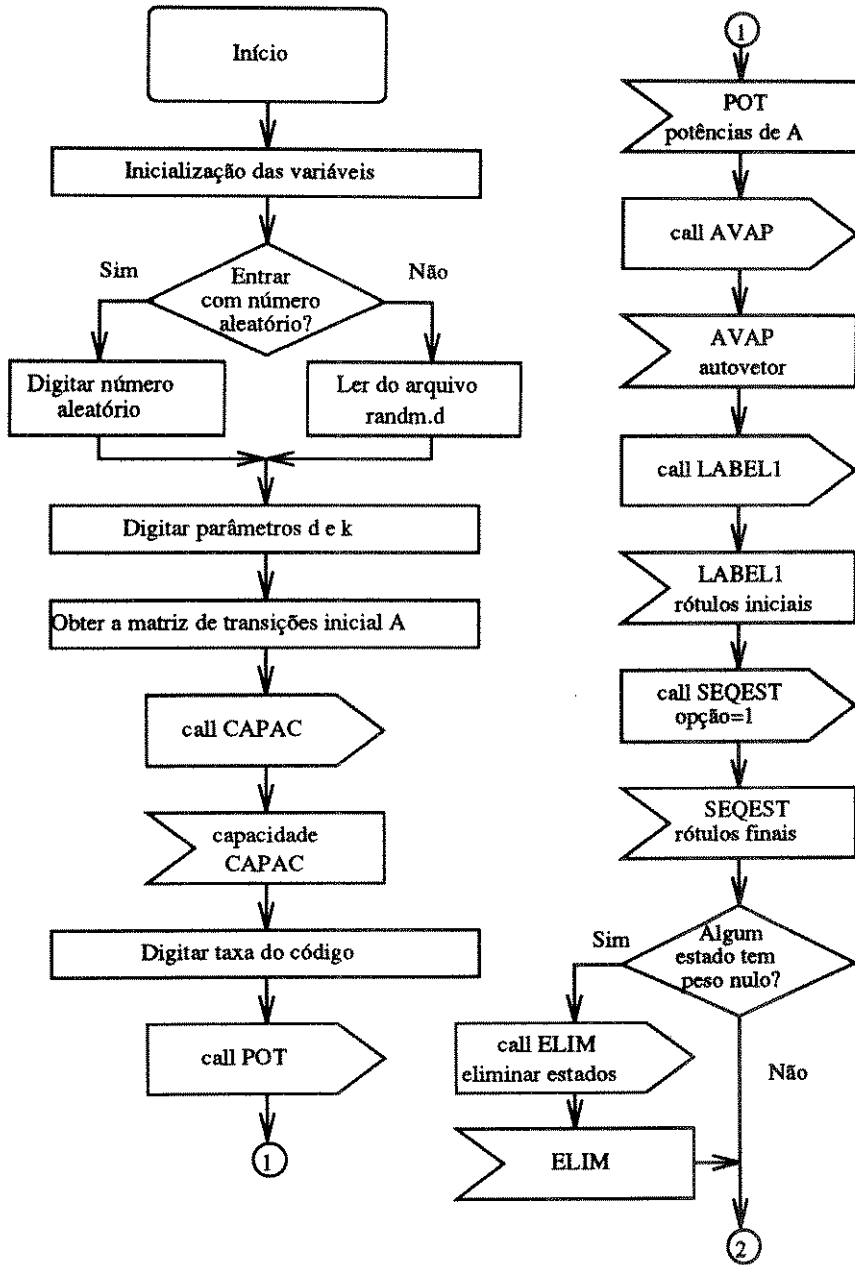 Início
Inicialização das variáveis
Sim
Entrar
com número
aleatório?
Não
Digitar número
aleatório
Ler do arquivo
randm.d
Digitar parâmetros d e k
Obter a matriz de transições inicial A
call CAPAC
capacidade
CAPAC
Digitar taxa do código
call POT
1
1
POT
potências de A
call AVAP
AVAP
autovetor
call LABEL1
LABEL1
rótulos iniciais
call SEQEST
opção=1
SEQEST
rótulos finais
Sim
Algum
estado tem
peso nulo?
call ELIM
eliminar estados
Não
ELIM
2